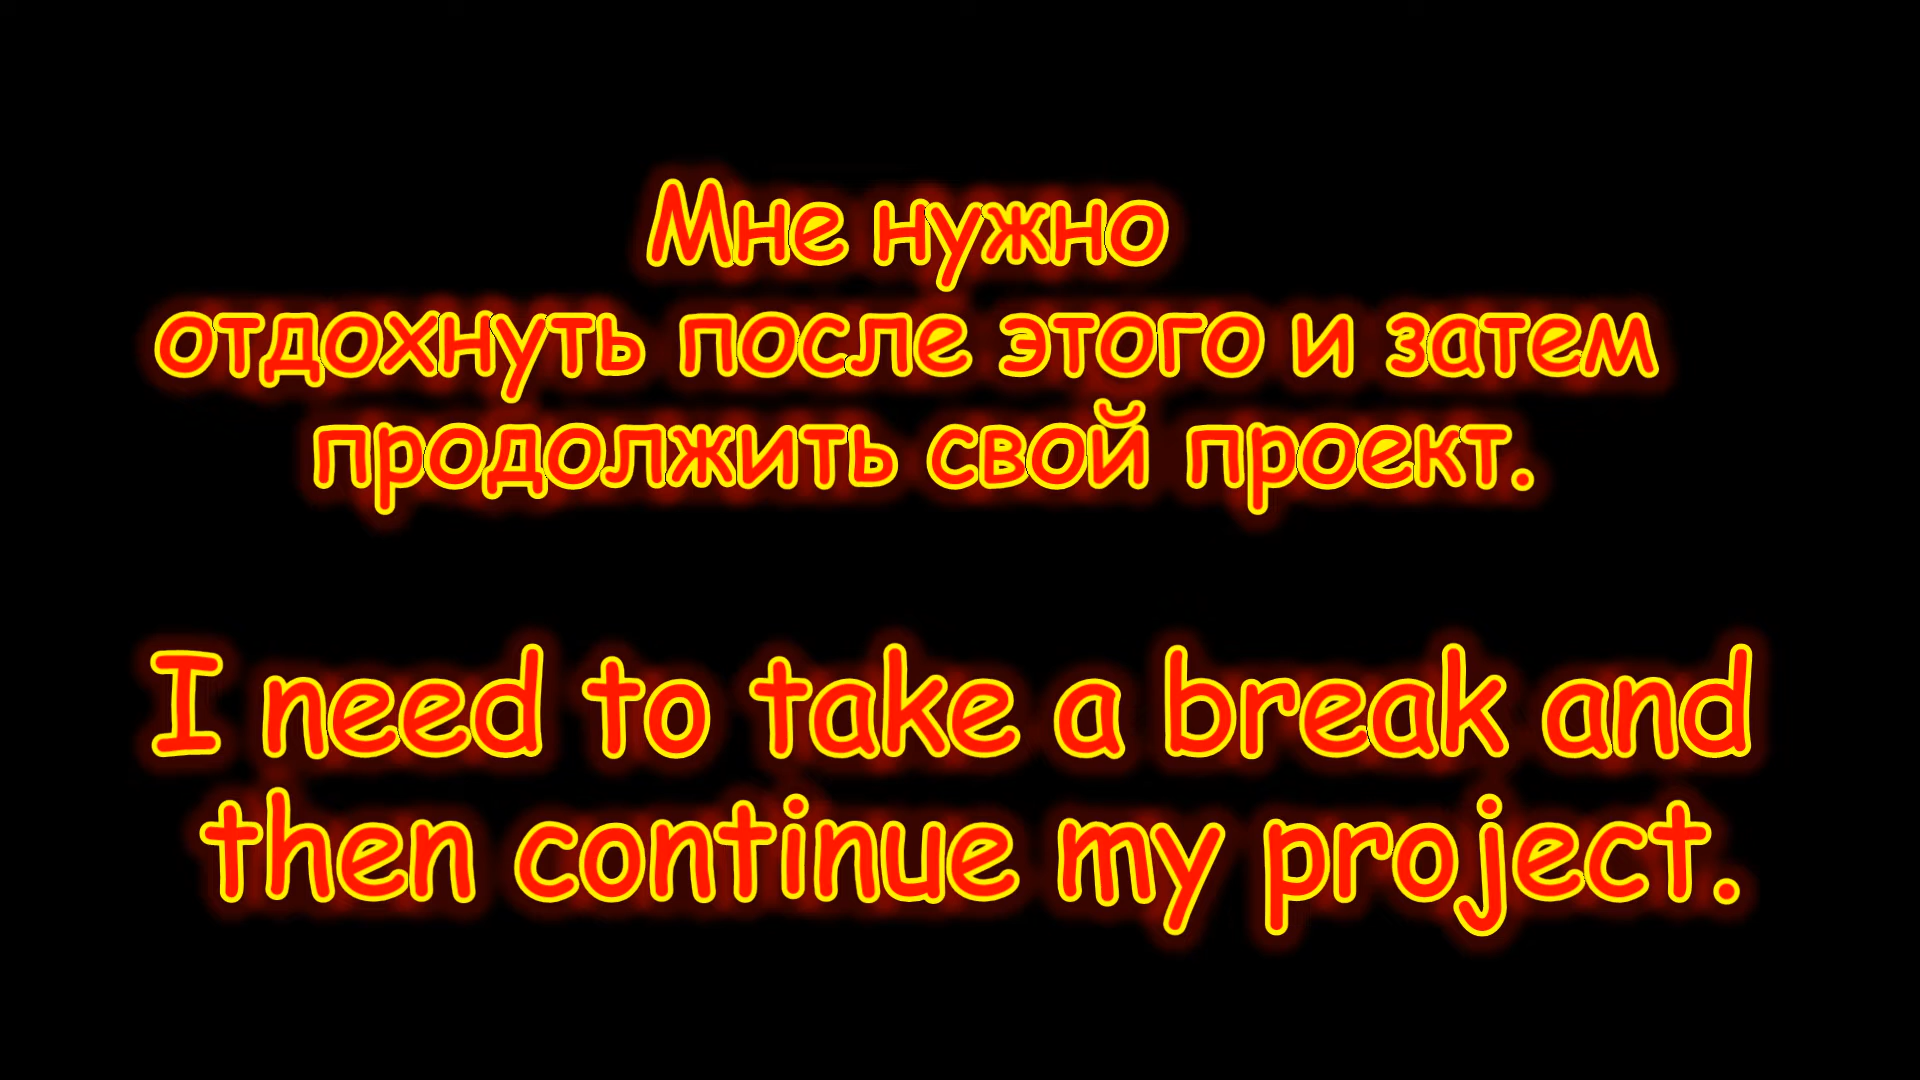 Мне нужно
отдохнуть после этого и затем
продолжить свой проект.
I need to take a break and
then continue my project.